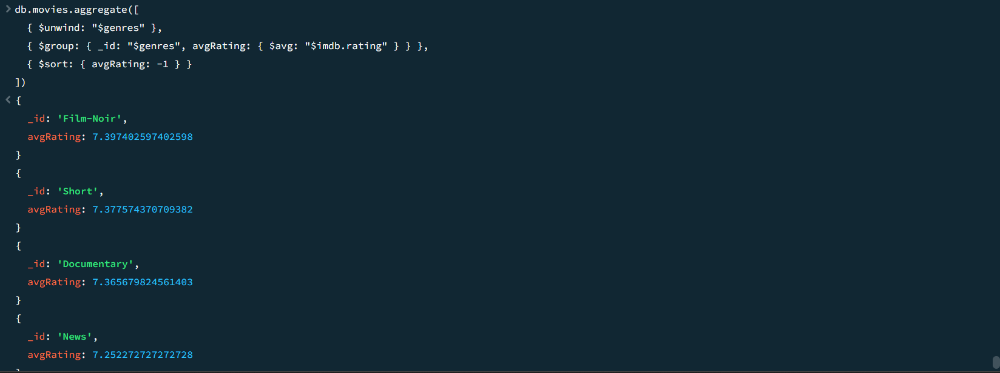 db.movies.aggregate([
  { $unwind: "$genres" },
  { $group: { _id: "$genres", avgRating: { $avg: "$imdb.rating" } } },
  { $sort: { avgRating: -1 } }
])
{
  _id: 'Film-Noir',
  avgRating: 7.397402597402598
}
{
  _id: 'Short',
  avgRating: 7.377574370709382
}
{
  _id: 'Documentary',
  avgRating: 7.365679824561403
}
{
  _id: 'News',
  avgRating: 7.252272727272728